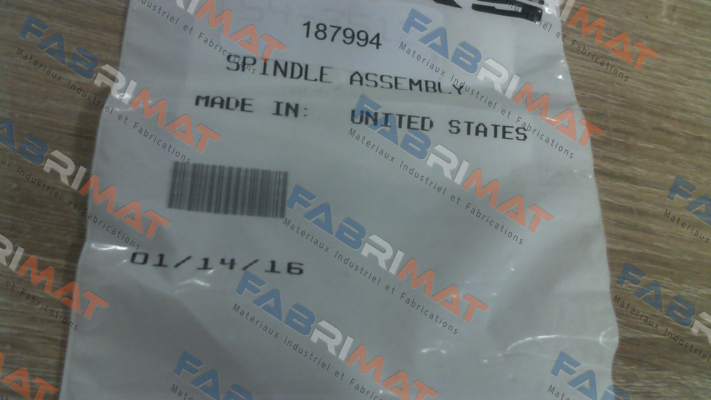 187994
SPINDLE ASSEMBLY
MADE IN: UNITED STATES
01/14/16
FABRIMAT
Materiaux Industriel et Fabrications